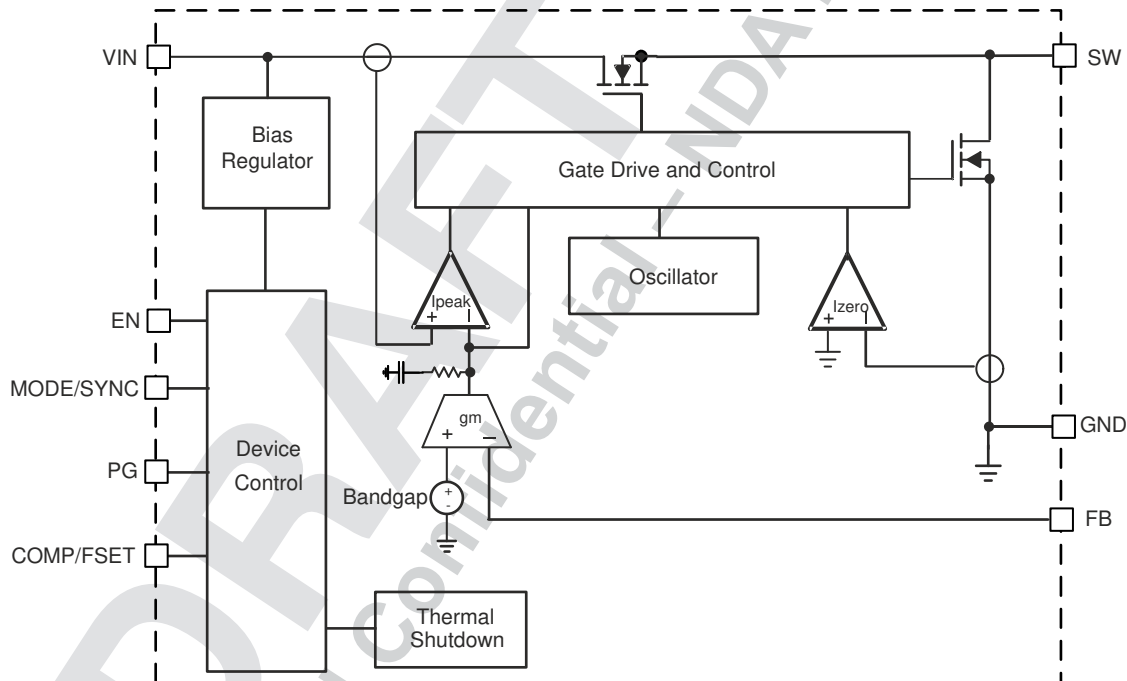 VIN
SW
Bias
Regulator
Gate Drive and Control
Oscillator
Ipeak
+
Izero
+
EN
MODE/SYNC
gm
+ −
GND
Device
Control
PG
Bandgap
+
-
FB
COMP/FSET
Thermal
Shutdown
DRAFT
Confidential – NDA